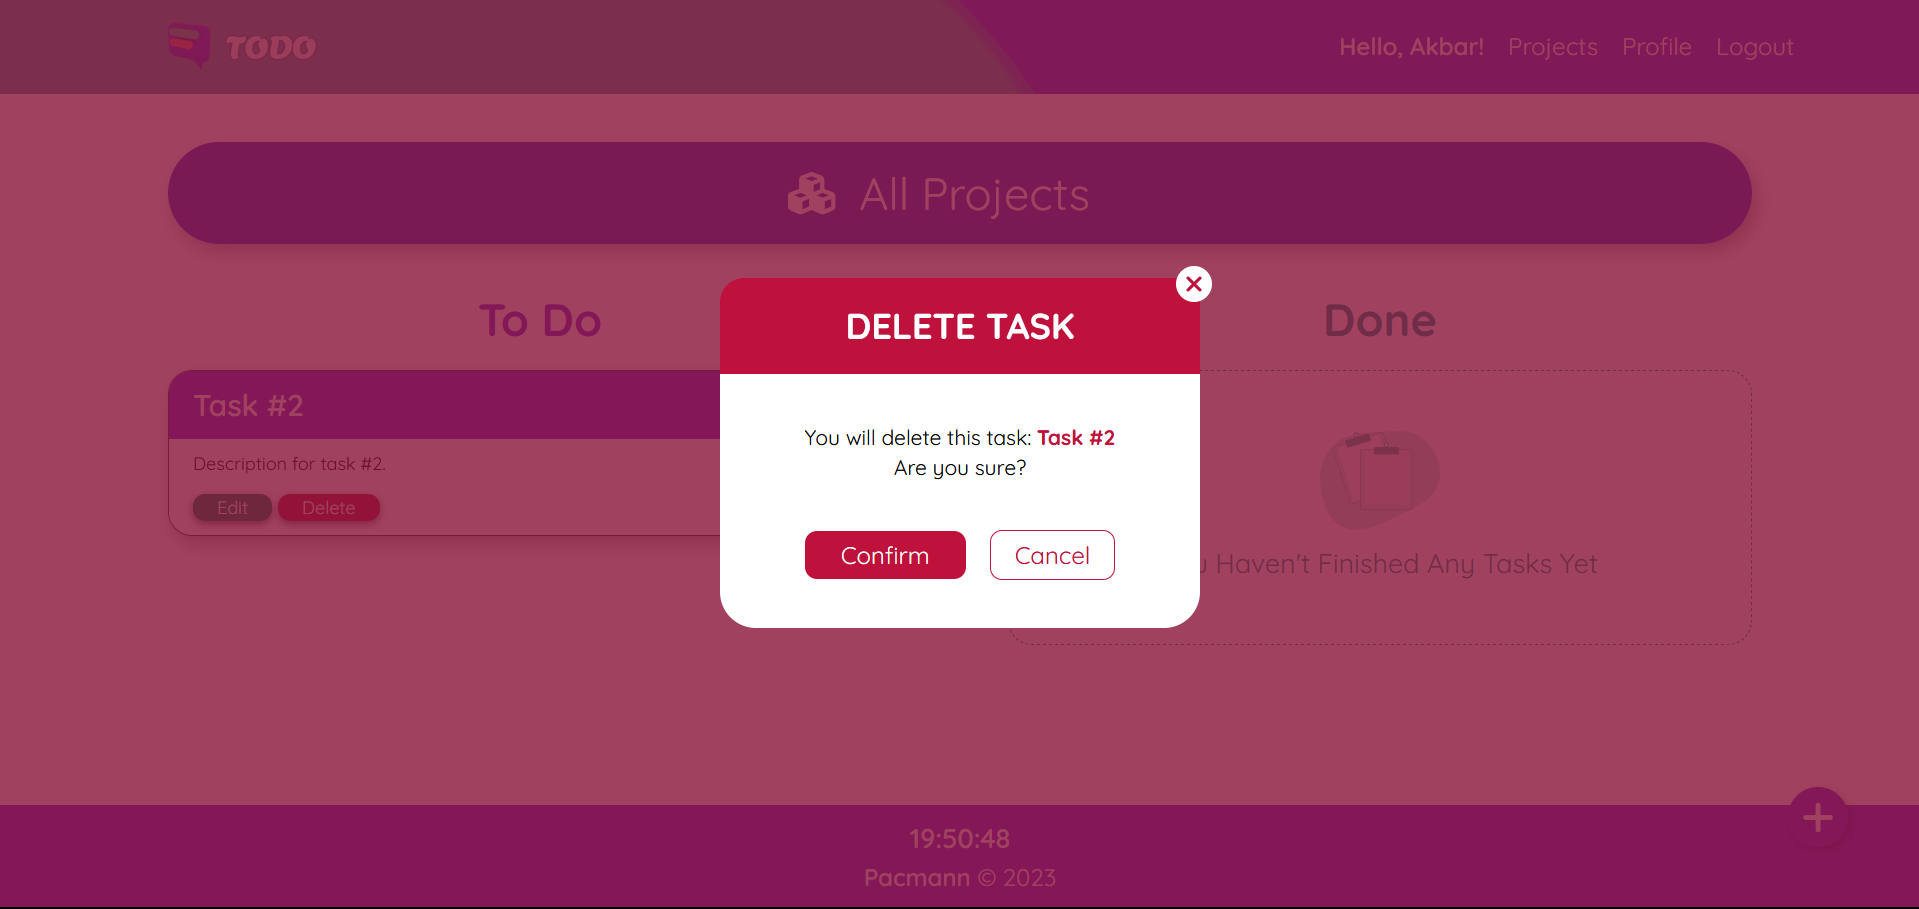 TODO
Hello, Akbar! Projects Profile Logout
All Projects
To Do
Done
DELETE TASK
You will delete this task: Task #2
Are you sure?
Confirm Cancel
Task #2
Description for task #2.
Edit Delete
Haven't Finished Any Tasks Yet
19:50:48
Pacmann © 2023